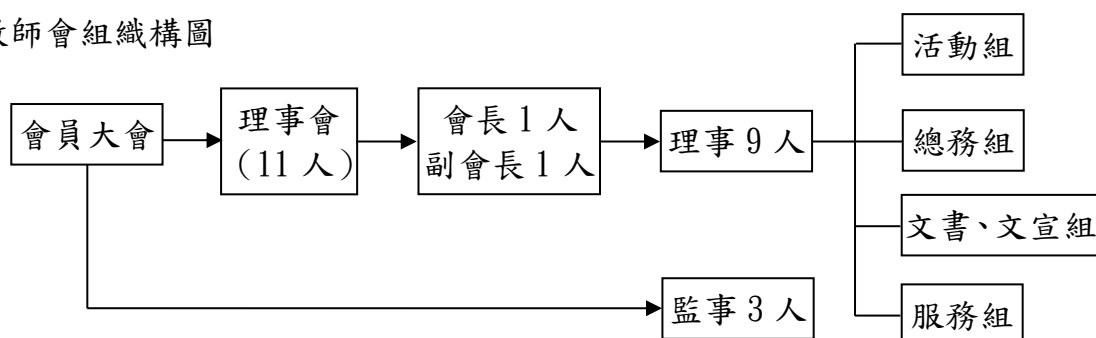 師會組織構圖
活動組
會員大會
理事會
(11 人)
會長 1 人
副會長 1 人
理事 9 人
總務組
文書、文宣組
監事 3 人
服務組